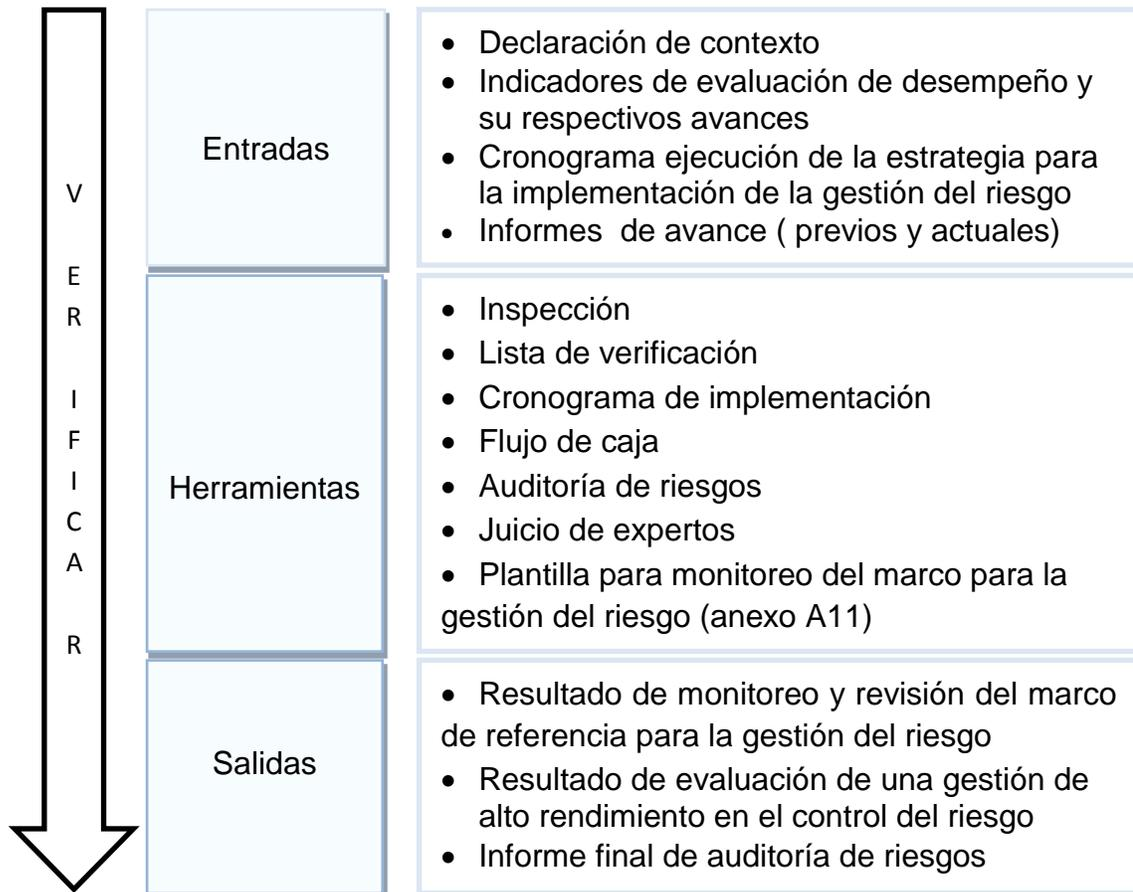 V
ER
IFICA
R
Entradas
• Declaración de contexto
• Indicadores de evaluación de desempeño y
su respectivos avances
• Cronograma ejecución de la estrategia para
la implementación de la gestión del riesgo
• Informes  de avance ( previos y actuales)
Herramientas
• Inspección
• Lista de verificación
• Cronograma de implementación
• Flujo de caja
• Auditoría de riesgos
• Juicio de expertos
• Plantilla para monitoreo del marco para la
gestión del riesgo (anexo A11)
Salidas
• Resultado de monitoreo y revisión del marco
de referencia para la gestión del riesgo
• Resultado de evaluación de una gestión de
alto rendimiento en el control del riesgo
• Informe final de auditoría de riesgos